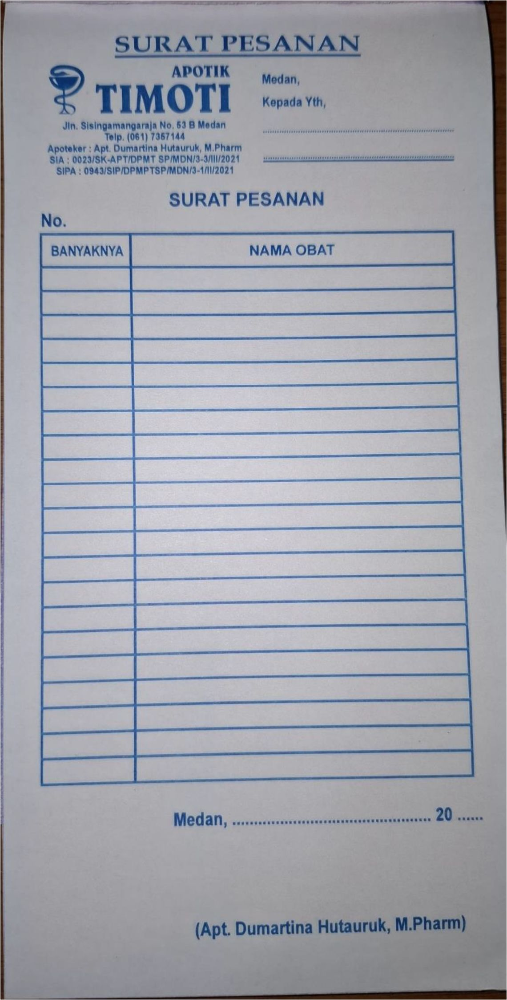 SURAT PESANAN
APOTIK
TIMOTI
Jln. Sisingamangaraja No. 53 B Medan
Telp. (061) 7357144
Apoteker : Apt. Dumartina Hutauruk, M.Pharm
SIA : 0023/SK-APT/DPMT SP/MDN/3-3/III/2021
SIPA : 0943/SIP/DPMPTSP/MDN/3-1/II/2021
Medan,
Kepada Yth,
SURAT PESANAN
No.
BANYAKNYA NAMA OBAT
Medan, ............................................. 20 ......
(Apt. Dumartina Hutauruk, M.Pharm)